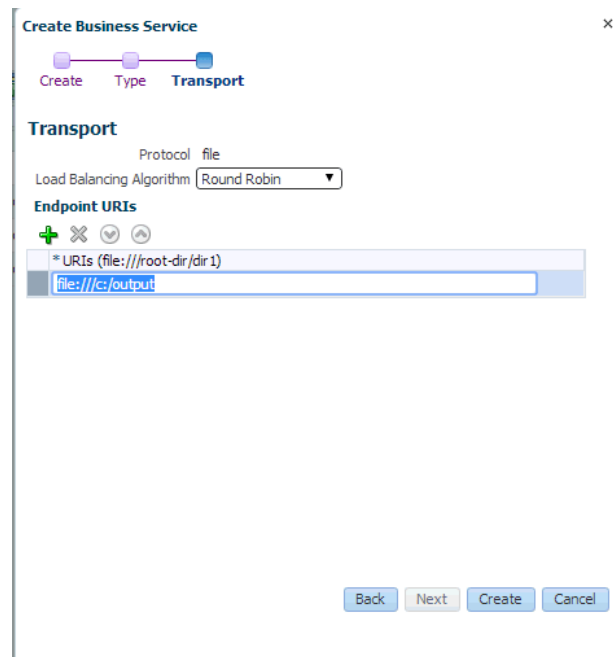 Create Business Service
×
Create Type Transport
Transport
Protocol file
Load Balancing Algorithm Round Robin
Endpoint URIs
* URIs (file:///root-dir/dir1)
file:///c:/output
Back Next Create Cancel